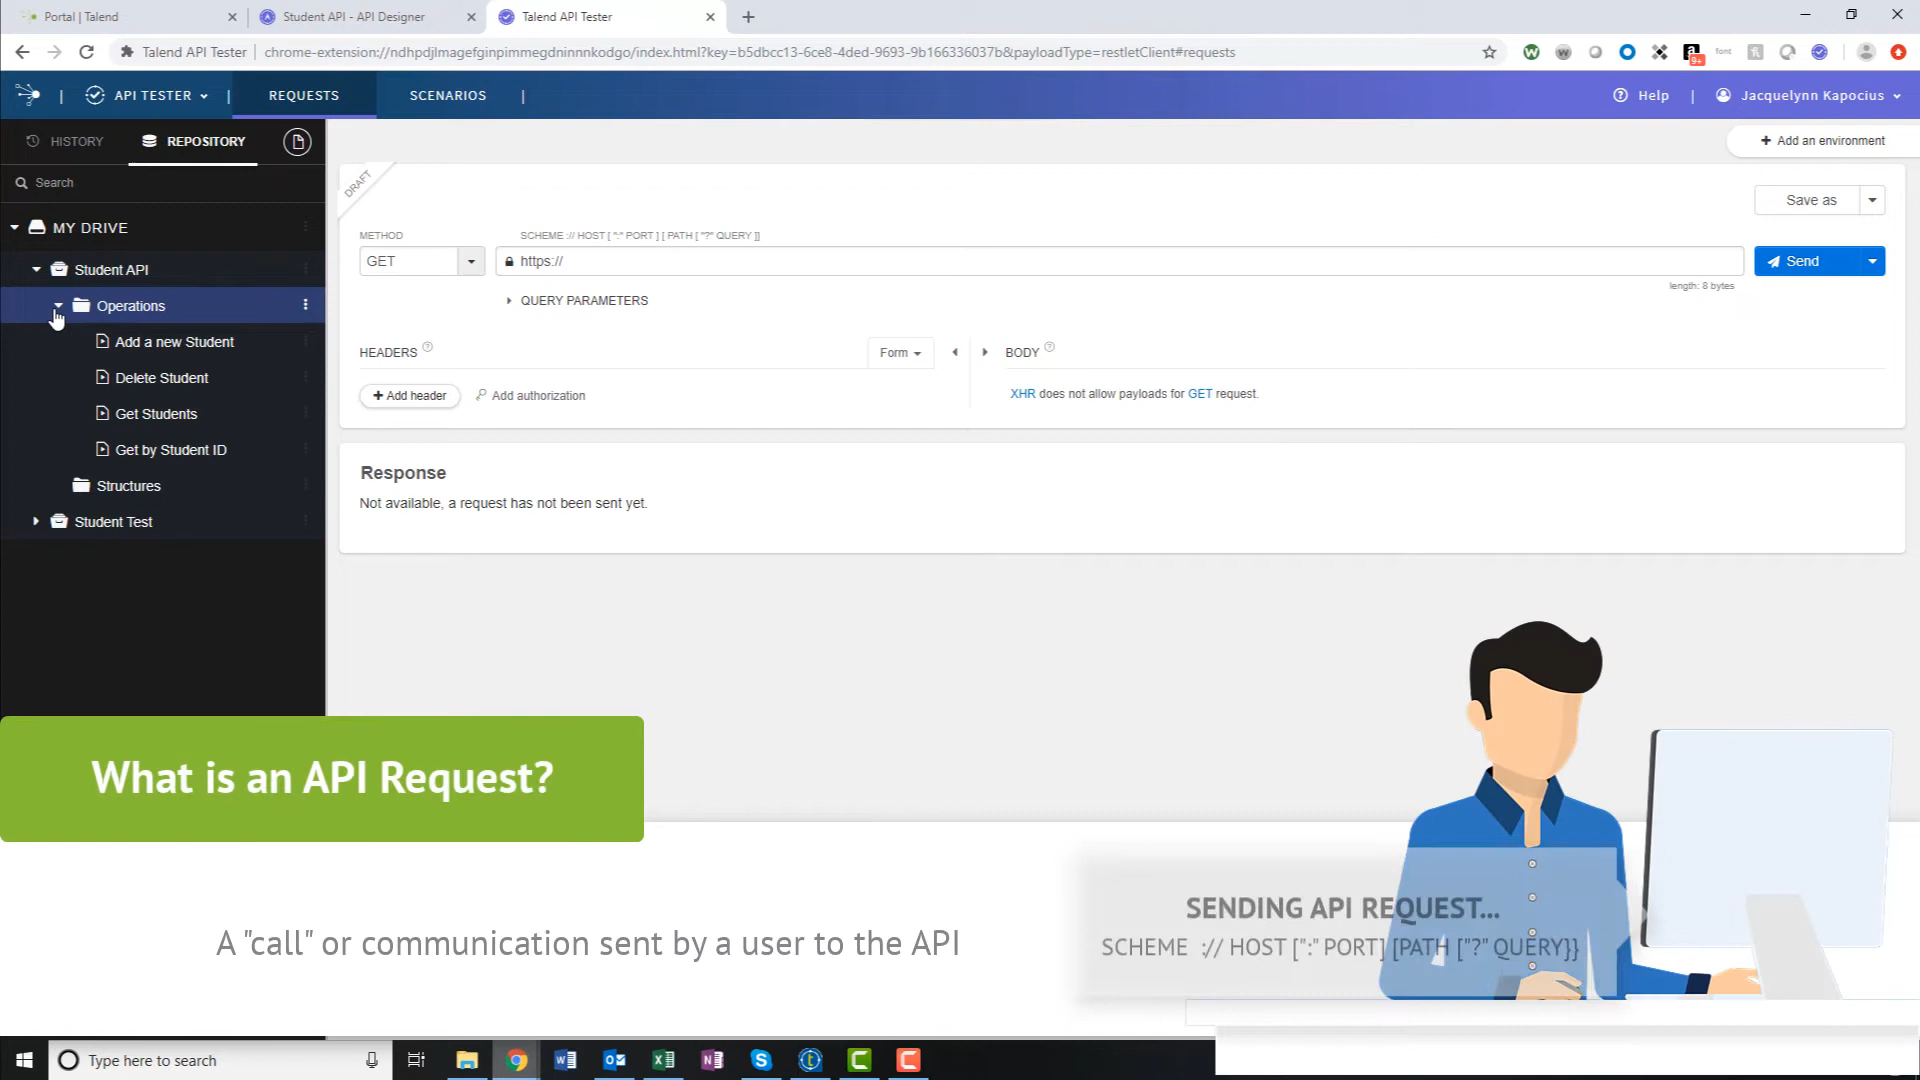 Portal | Talend
Student API - API Designer
Talend API Tester
Talend API Tester
chrome-extension://ndhpdjlmagefginpimmegdninnnkodgo/index.html?key=b5dbcc13-6ce8-4ded-9693-9b166336037b&payloadType=restletClient#requests
9+
font
API TESTER
REQUESTS
SCENARIOS
Help
Jacquelynn Kapocius
HISTORY
REPOSITORY
Add an environment
Search
DRAFT
Save as
MY DRIVE
METHOD
SCHEME :// HOST [ ":" PORT ] [ PATH [ "?" QUERY ]]
GET
https://
Send
length: 8 bytes
Student API
Operations
Add a new Student
Delete Student
Get Students
Get by Student ID
Structures
Student Test
QUERY PARAMETERS
HEADERS
Form
BODY
Add header
Add authorization
XHR does not allow payloads for GET request.
Response
Not available, a request has not been sent yet.
What is an API Request?
A "call" or communication sent by a user to the API
SENDING API REQUEST...
SCHEME :// HOST [":" PORT] [PATH ["?" QUERY}}
Type here to search